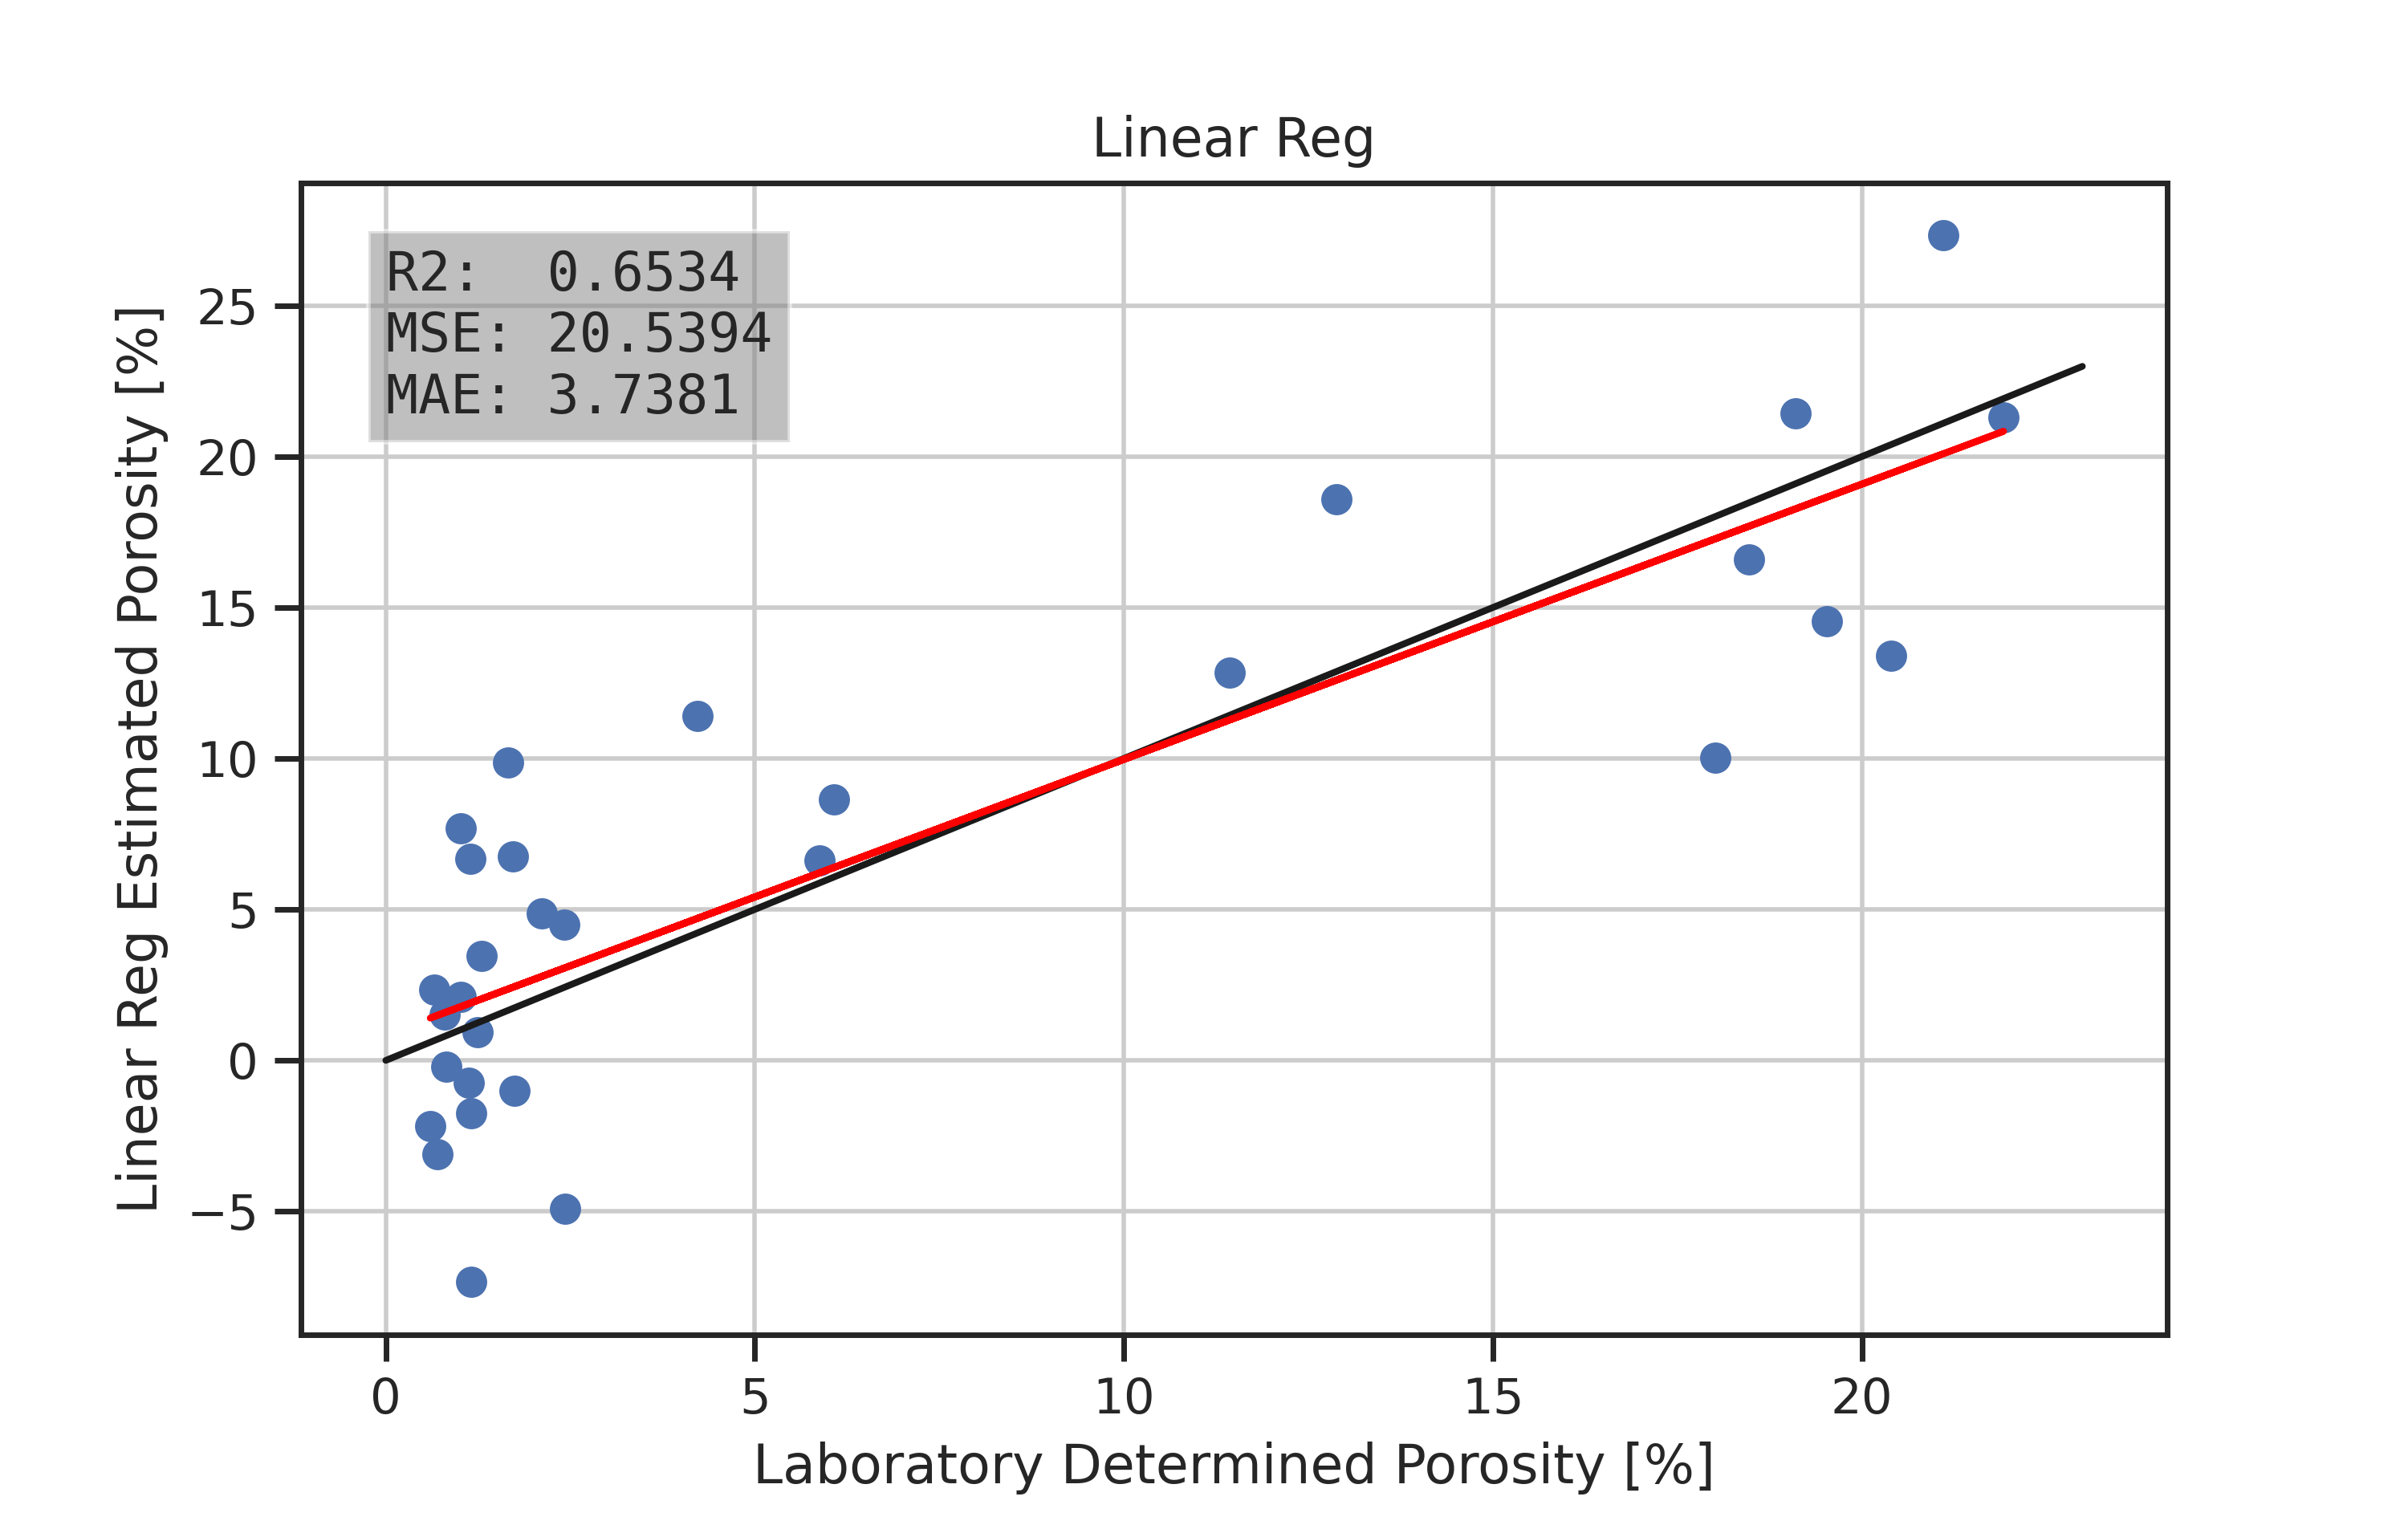 Linear Reg
R2:  0.6534
MSE: 20.5394
MAE: 3.7381
Linear Reg Estimated Porosity [%]
25
20
15
10
5
0
−5
0 5 10 15 20
Laboratory Determined Porosity [%]